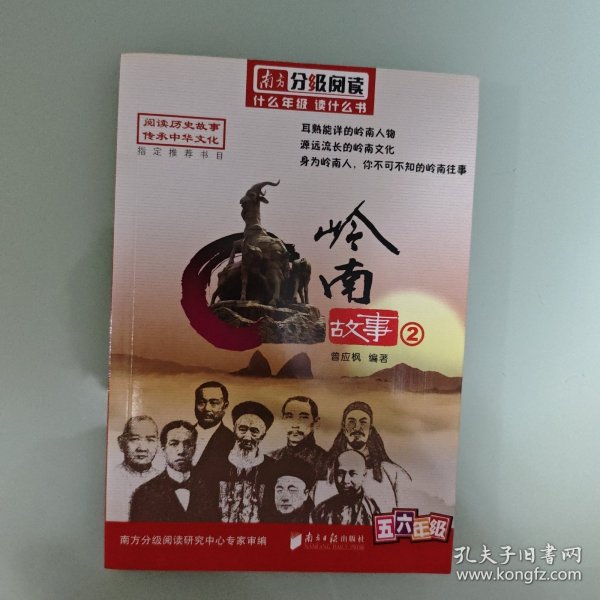 南方分级阅读
什么年级 读什么书
阅读历史故事
传承中华文化
指定推荐书目
耳熟能详的岭南人物
源远流长的岭南文化
身为岭南人，你不可不知的岭南往事
岭南
故事②
曾应枫 编著
五六年级
南方分级阅读研究中心专家审编
南方日报出版社
NANFANG DAILY PRESS
孔夫子旧书网
www.kongfz.com